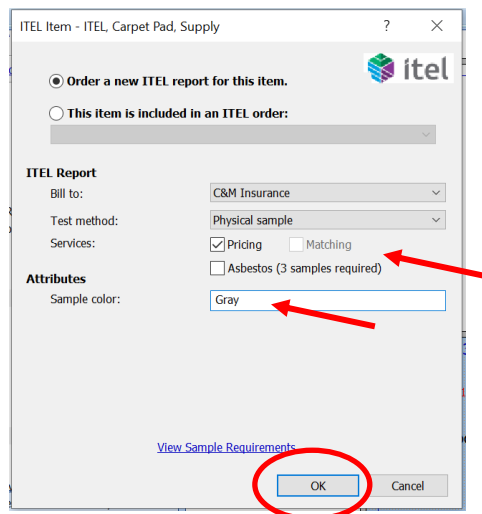 ITEL Item - ITEL, Carpet Pad, Supply ? ×
itel
Order a new ITEL report for this item.
This item is included in an ITEL order:
ITEL Report
Bill to: C&M Insurance
Test method: Physical sample
Services: Pricing Matching
Asbestos (3 samples required)
Attributes
Sample color: Gray
View Sample Requirements
OK Cancel